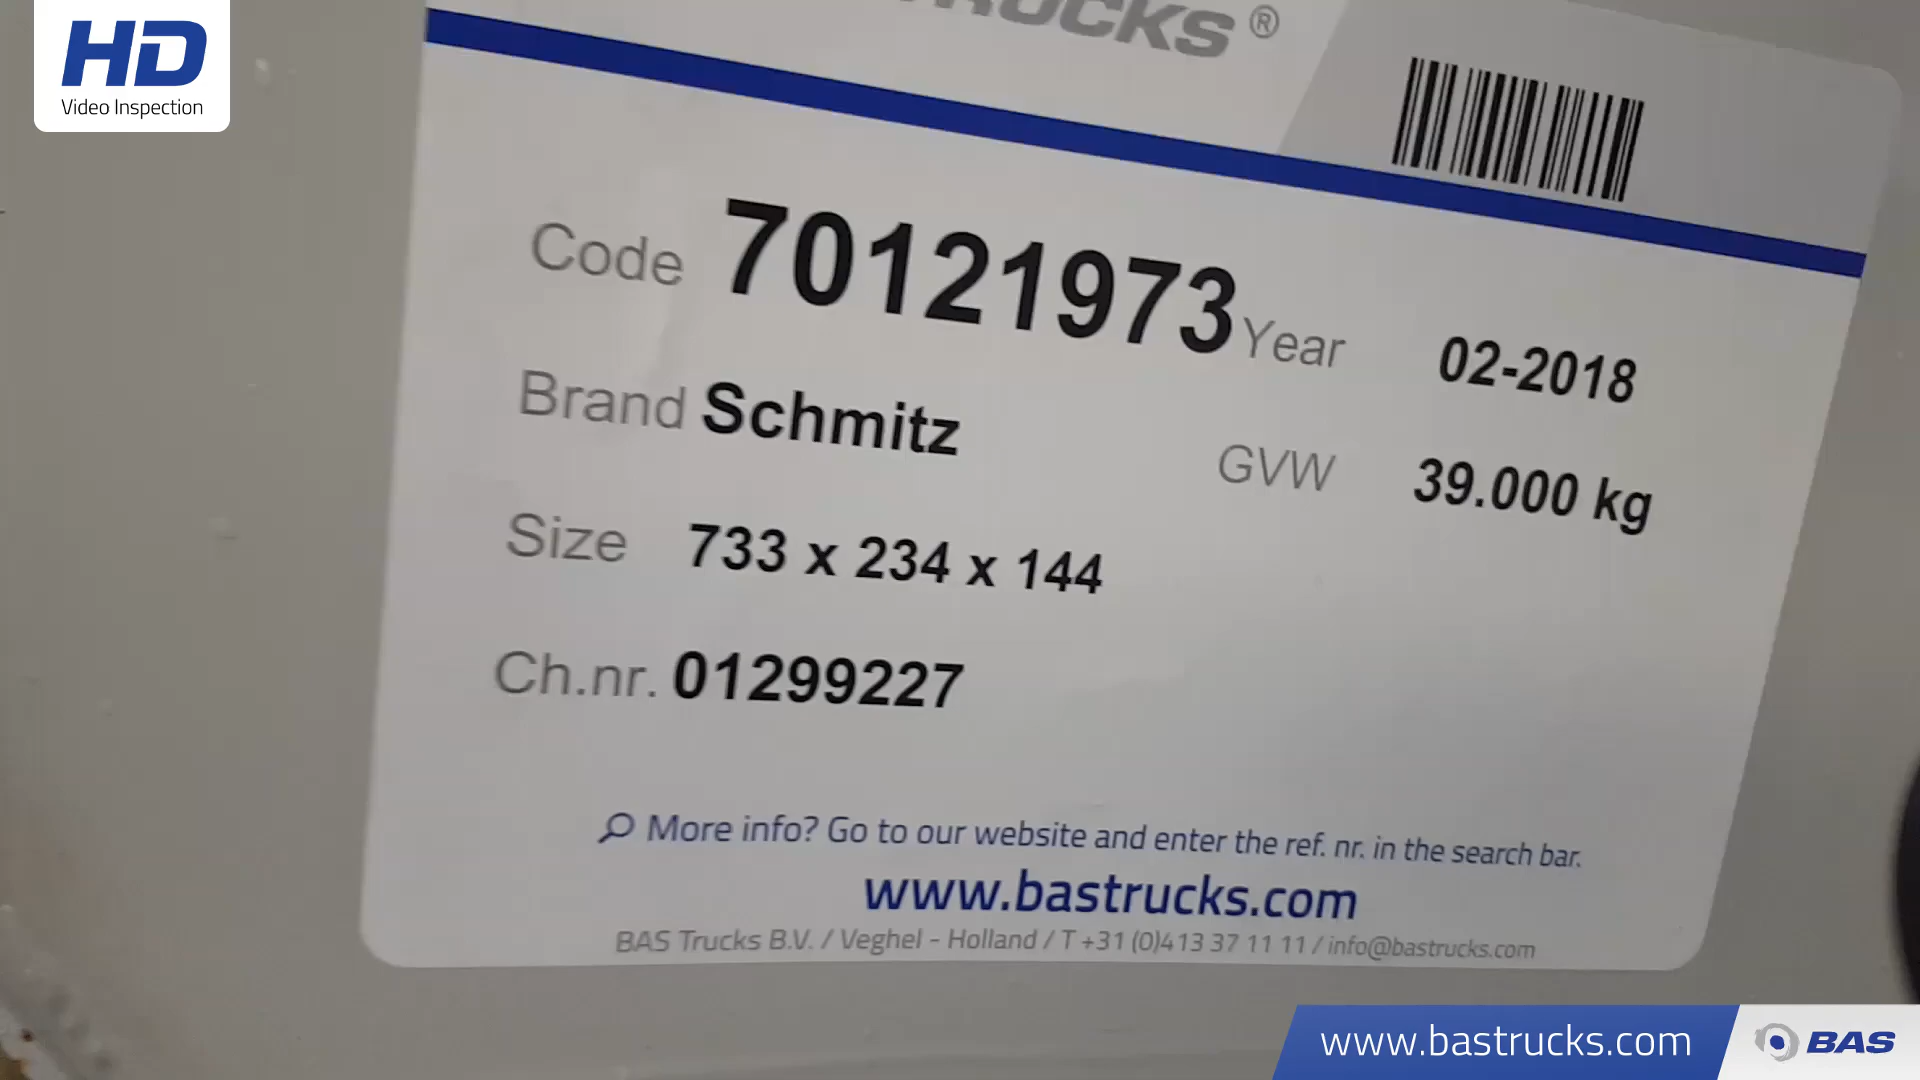 HD
Video Inspection
TRUCKS ®
Code 70121973 Year 02-2018
Brand Schmitz
GVW 39.000 kg
Size 733 x 234 x 144
Ch.nr. 01299227
More info? Go to our website and enter the ref. nr. in the search bar.
www.bastrucks.com
BAS Trucks B.V. / Veghel - Holland / T +31 (0)413 37 11 11 / info@bastrucks.com
www.bastrucks.com
BAS